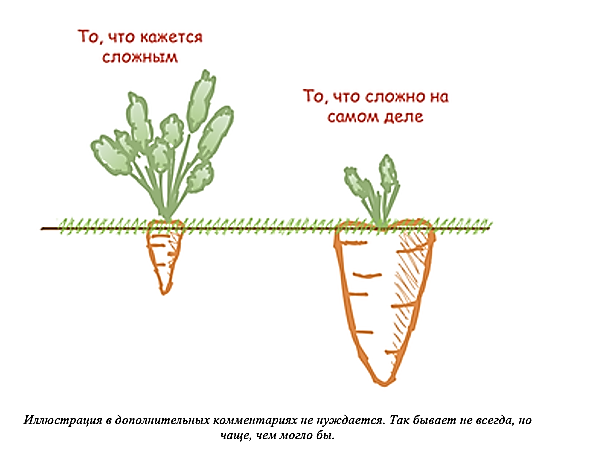 То, что кажется
сложным
То, что сложно на
самом деле
Иллюстрация в дополнительных комментариях не нуждается. Так бывает не всегда, но
чаще, чем могло бы.